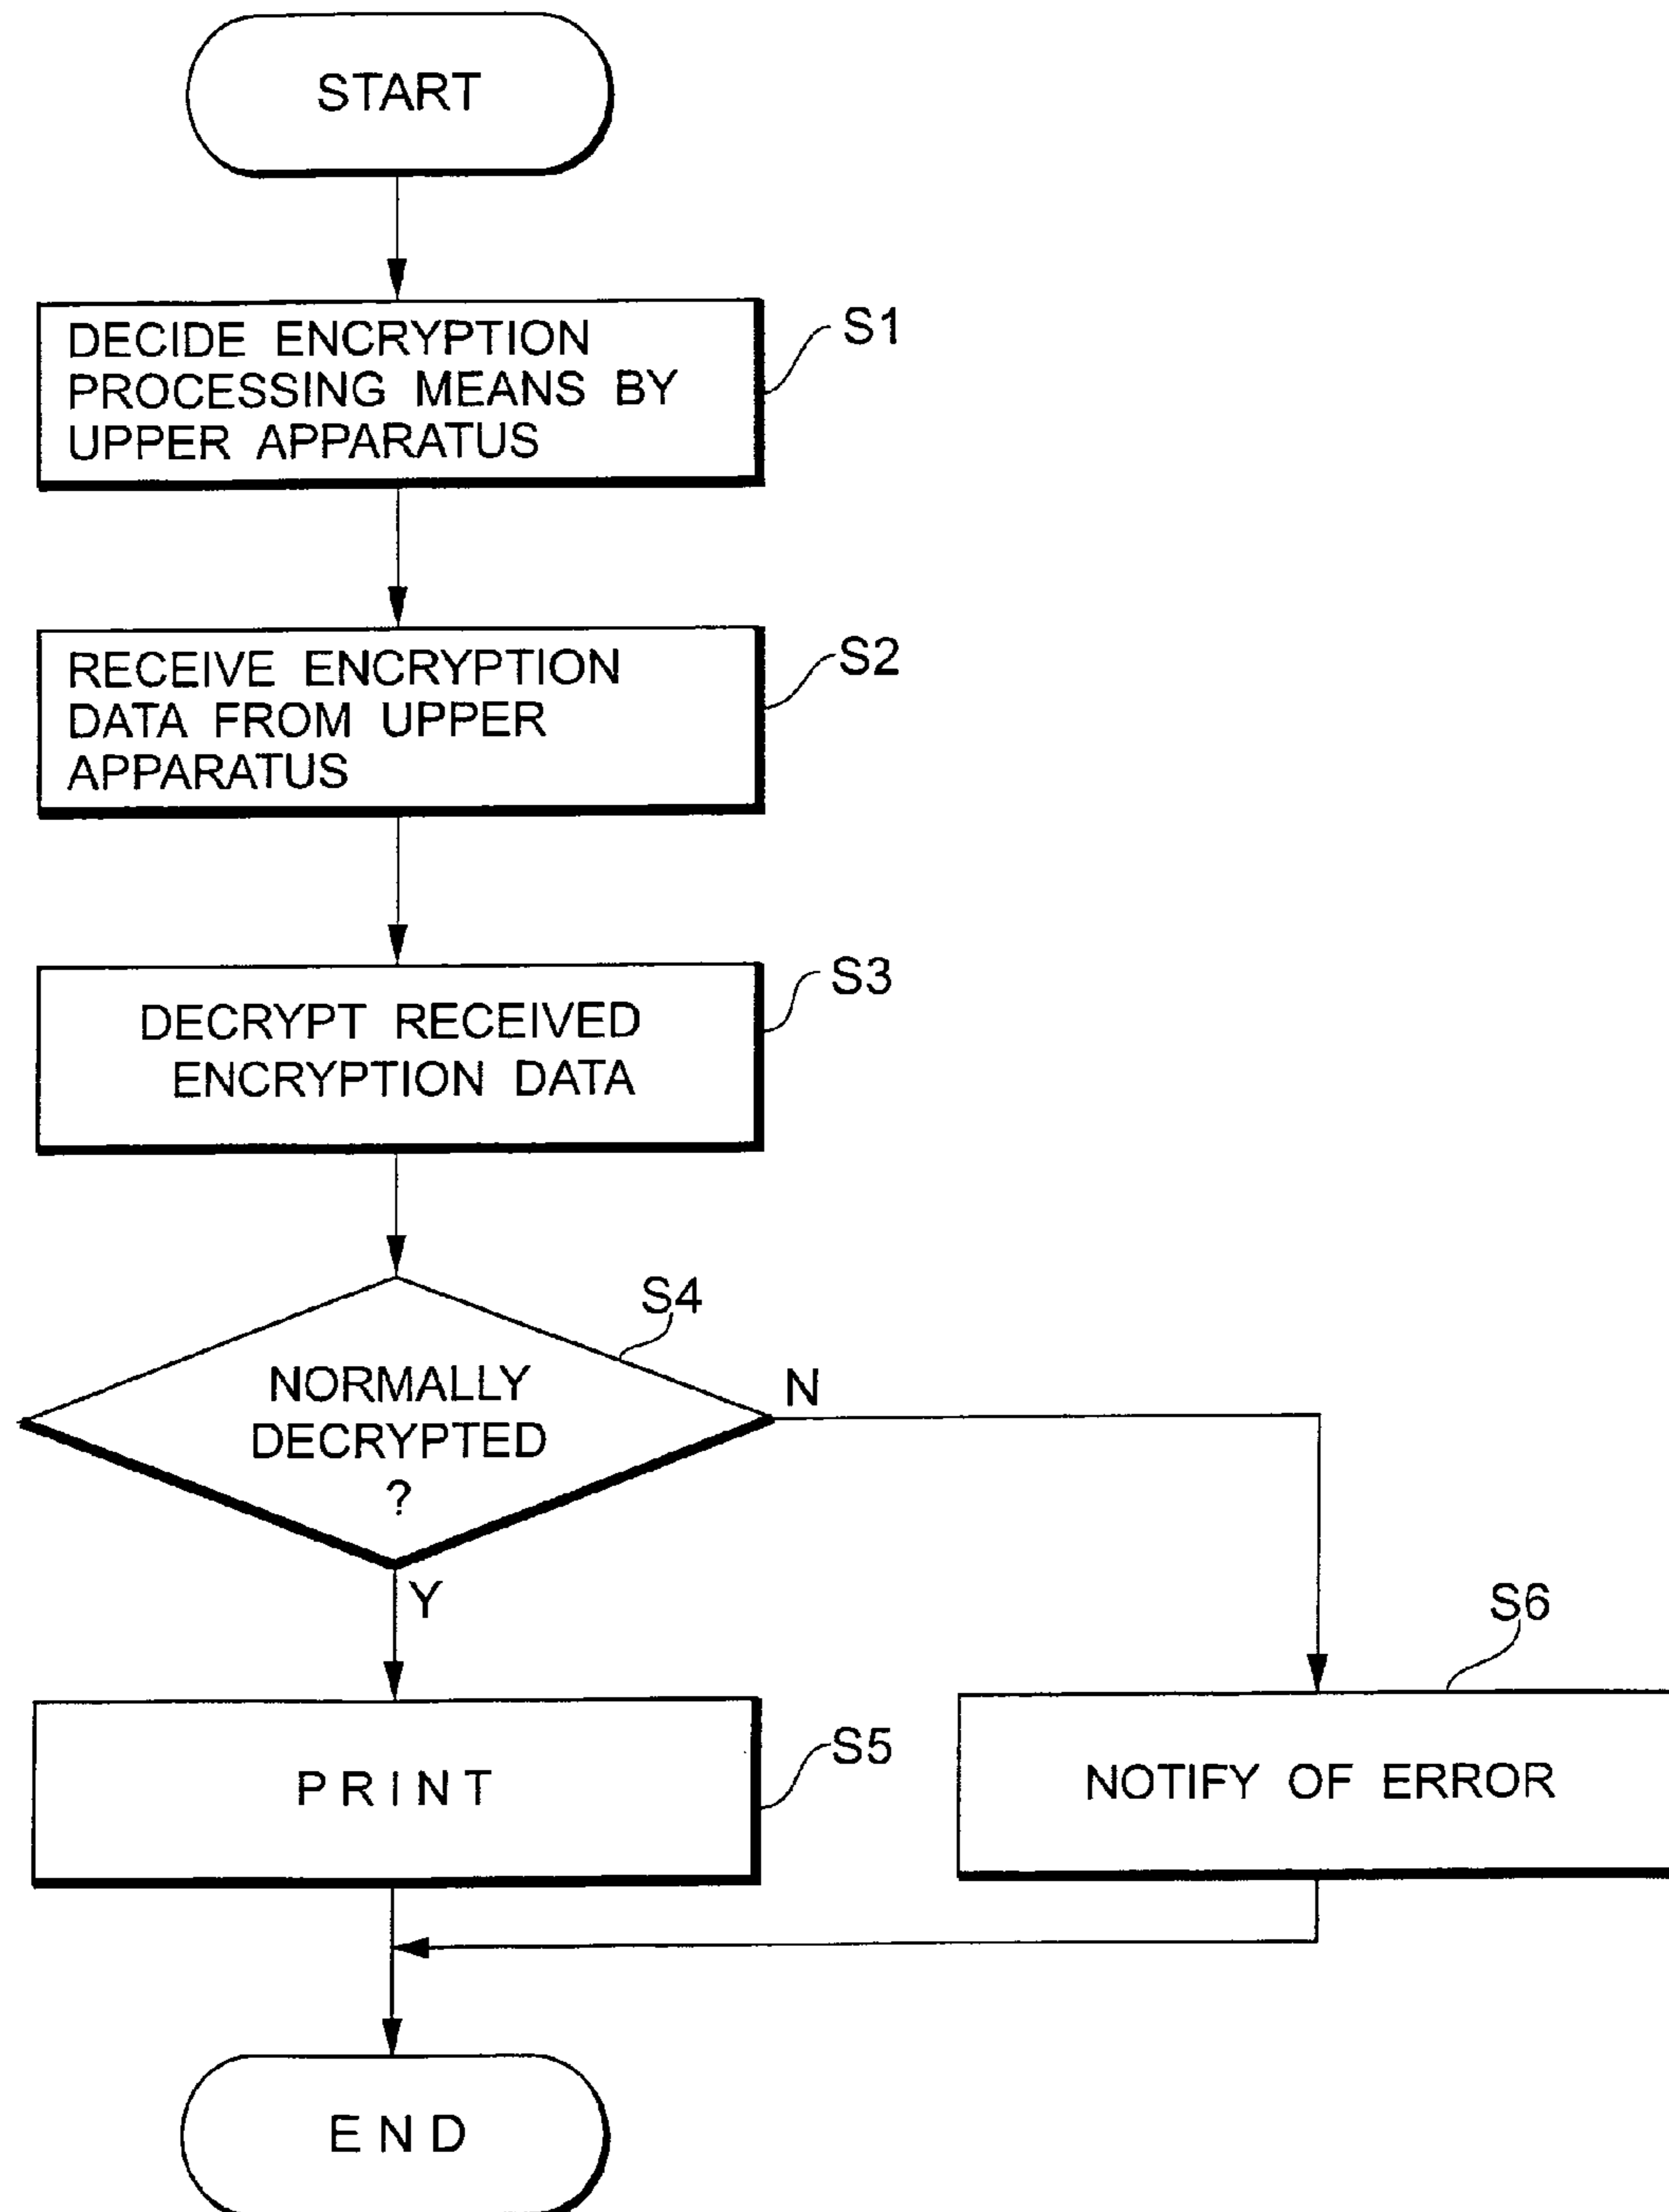 START
DECIDE ENCRYPTION
PROCESSING MEANS BY
UPPER APPARATUS
S1
RECEIVE ENCRYPTION
DATA FROM UPPER
APPARATUS
S2
DECRYPT RECEIVED
ENCRYPTION DATA
S3
S4
NORMALLY
DECRYPTED
?
N
Y
PRINT
S5
S6
NOTIFY OF ERROR
END